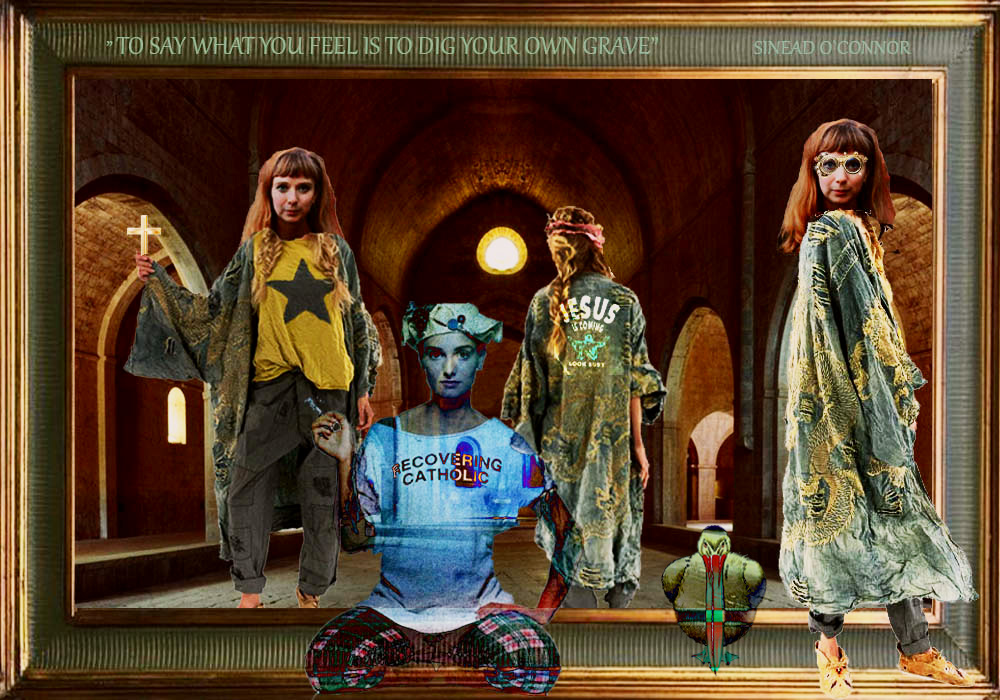 "TO SAY WHAT YOU FEEL IS TO DIG YOUR OWN GRAVE"
SINEAD O'CONNOR
JESUS
IS COMING
LOOK BUSY
RECOVERING
CATHOLIC